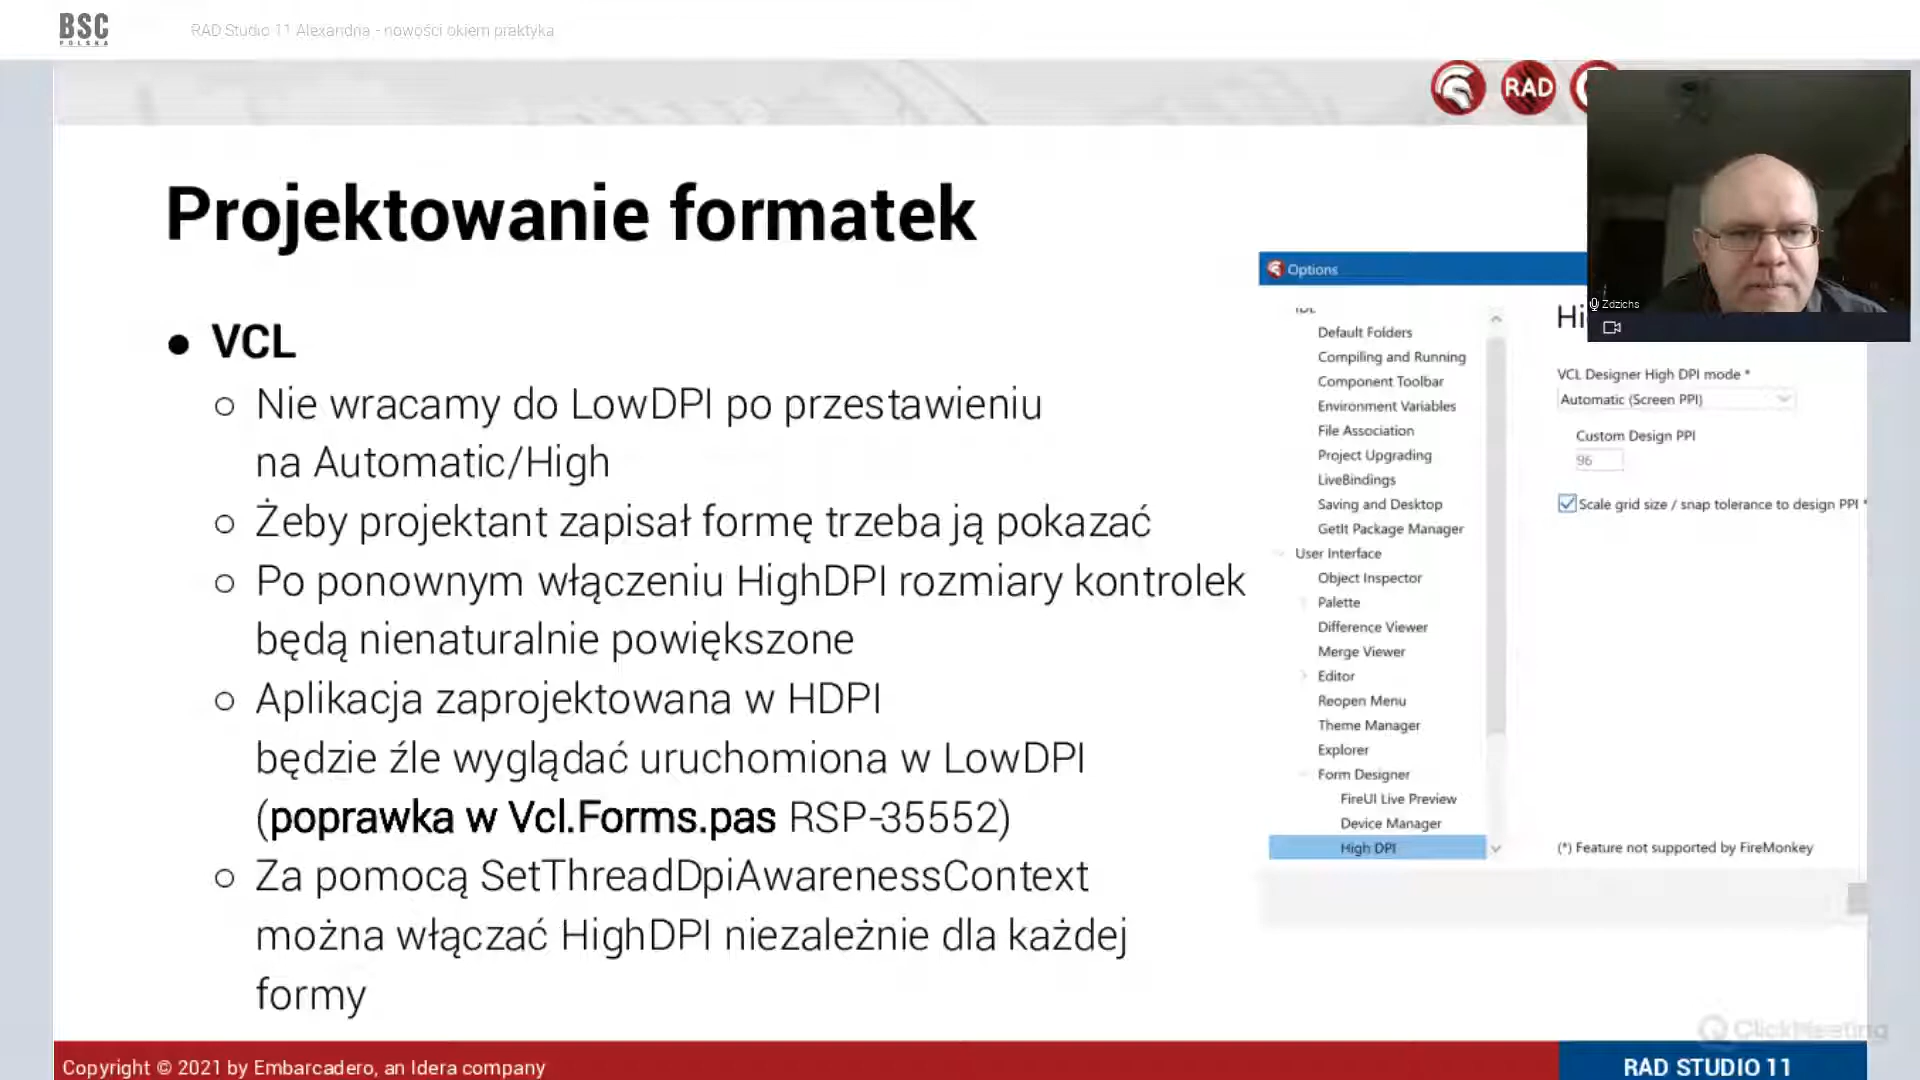 BSC
POLSKA
RAD Studio 11 Alexandria - nowości okiem praktyka
RAD
Projektowanie formatek
● VCL
○ Nie wracamy do LowDPI po przestawieniu
na Automatic/High
○ Żeby projektant zapisał formę trzeba ją pokazać
○ Po ponownym włączeniu HighDPI rozmiary kontrolek
będą nienaturalnie powiększone
○ Aplikacja zaprojektowana w HDPI
będzie źle wyglądać uruchomiona w LowDPI
(poprawka w Vcl.Forms.pas RSP-35552)
○ Za pomocą SetThreadDpiAwarenessContext
można włączać HighDPI niezależnie dla każdej
formy
Options
IDE
Default Folders
Compiling and Running
Component Toolbar
Environment Variables
File Association
Project Upgrading
LiveBindings
Saving and Desktop
GetIt Package Manager
User Interface
Object Inspector
Palette
Difference Viewer
Merge Viewer
Editor
Reopen Menu
Theme Manager
Explorer
Form Designer
FireUI Live Preview
Device Manager
High DPI
Hi
VCL Designer High DPI mode *
Automatic (Screen PPI)
Custom Design PPI
96
Scale grid size / snap tolerance to design PPI *
(*) Feature not supported by FireMonkey
Zdzichs
ClickMeeting
Copyright © 2021 by Embarcadero, an Idera company
RAD STUDIO 11